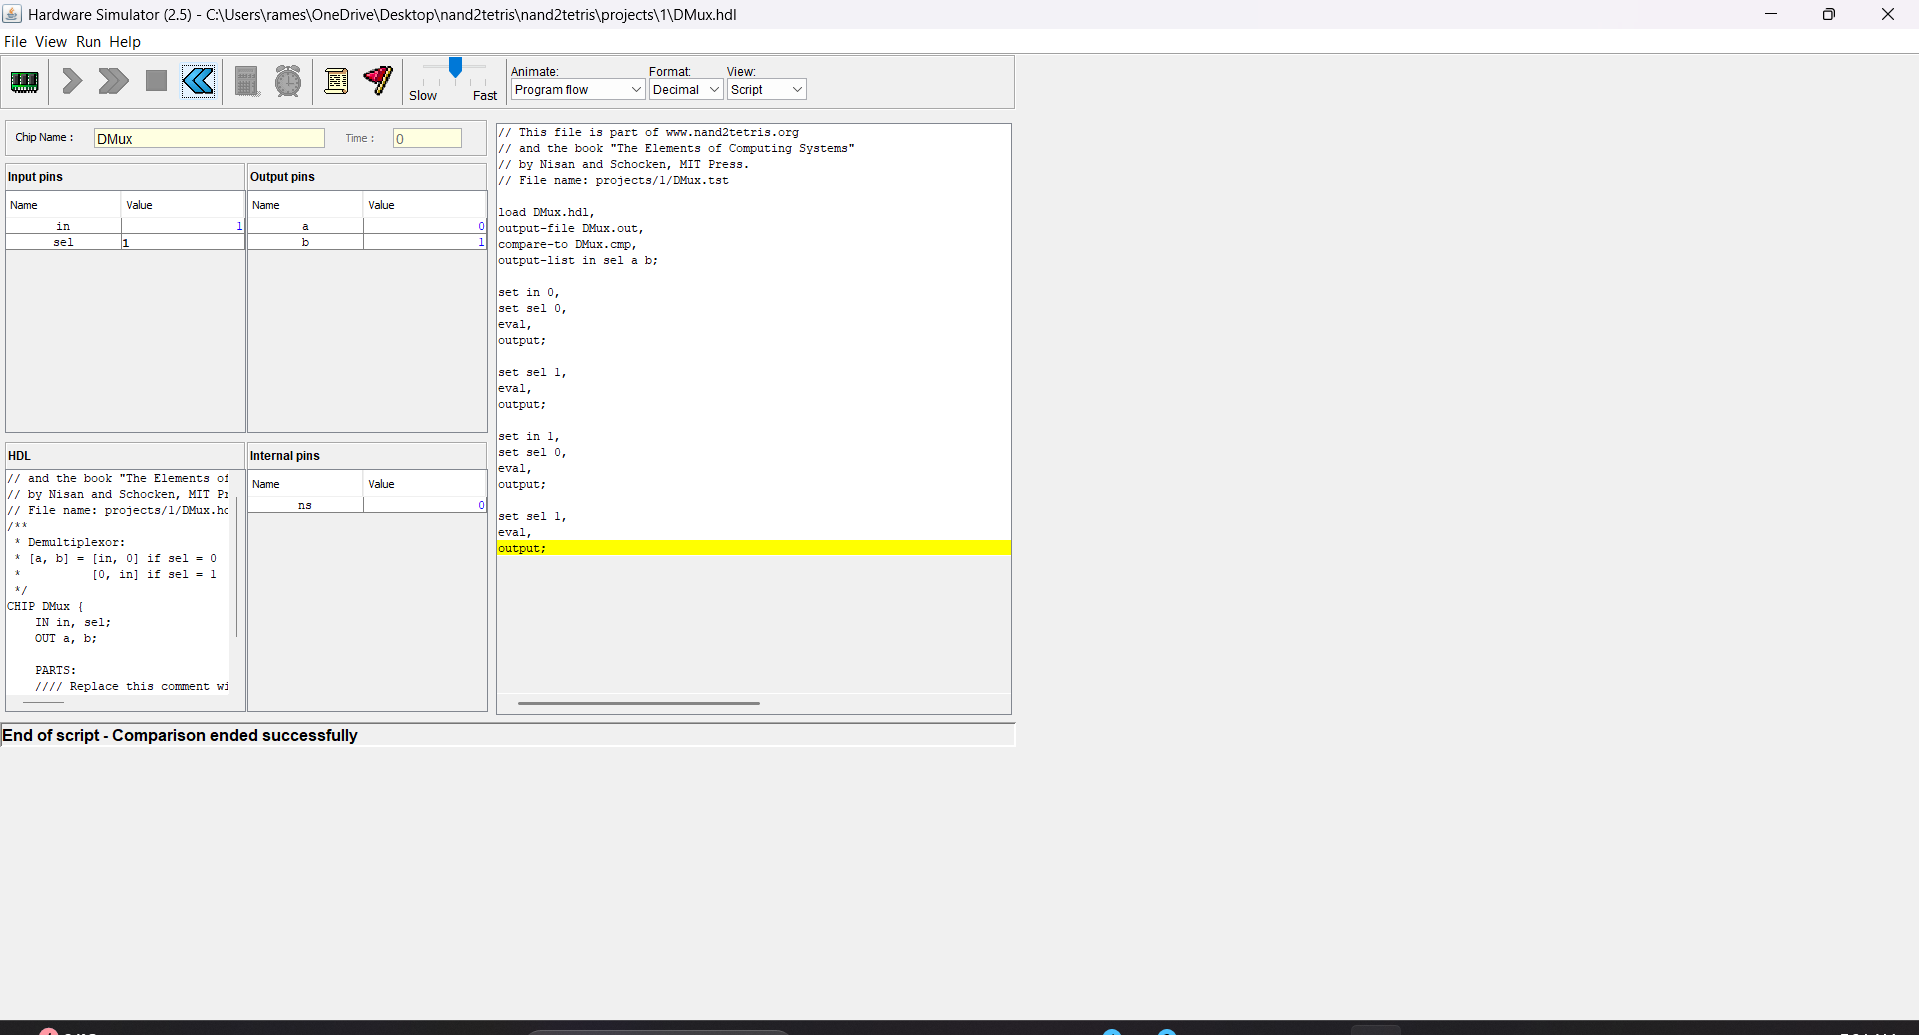 Hardware Simulator (2.5) - C:\Users\rames\OneDrive\Desktop\nand2tetris\nand2tetris\projects\1\DMux.hdl
File View Run Help
Slow Fast
Animate: Format: View:
Program flow Decimal Script
Chip Name : DMux Time : 0
Input pins
Name Value
in 1
sel 1
Output pins
Name Value
a 0
b 1
HDL
// and the book "The Elements of
// by Nisan and Schocken, MIT Pr
// File name: projects/1/DMux.hd
/**
* Demultiplexor:
* [a, b] = [in, 0] if sel = 0
* [0, in] if sel = 1
*/
CHIP DMux {
IN in, sel;
OUT a, b;
PARTS:
//// Replace this comment wi
Internal pins
Name Value
ns 0
// This file is part of www.nand2tetris.org
// and the book "The Elements of Computing Systems"
// by Nisan and Schocken, MIT Press.
// File name: projects/1/DMux.tst
load DMux.hdl,
output-file DMux.out,
compare-to DMux.cmp,
output-list in sel a b;
set in 0,
set sel 0,
eval,
output;
set sel 1,
eval,
output;
set in 1,
set sel 0,
eval,
output;
set sel 1,
eval,
output;
End of script - Comparison ended successfully